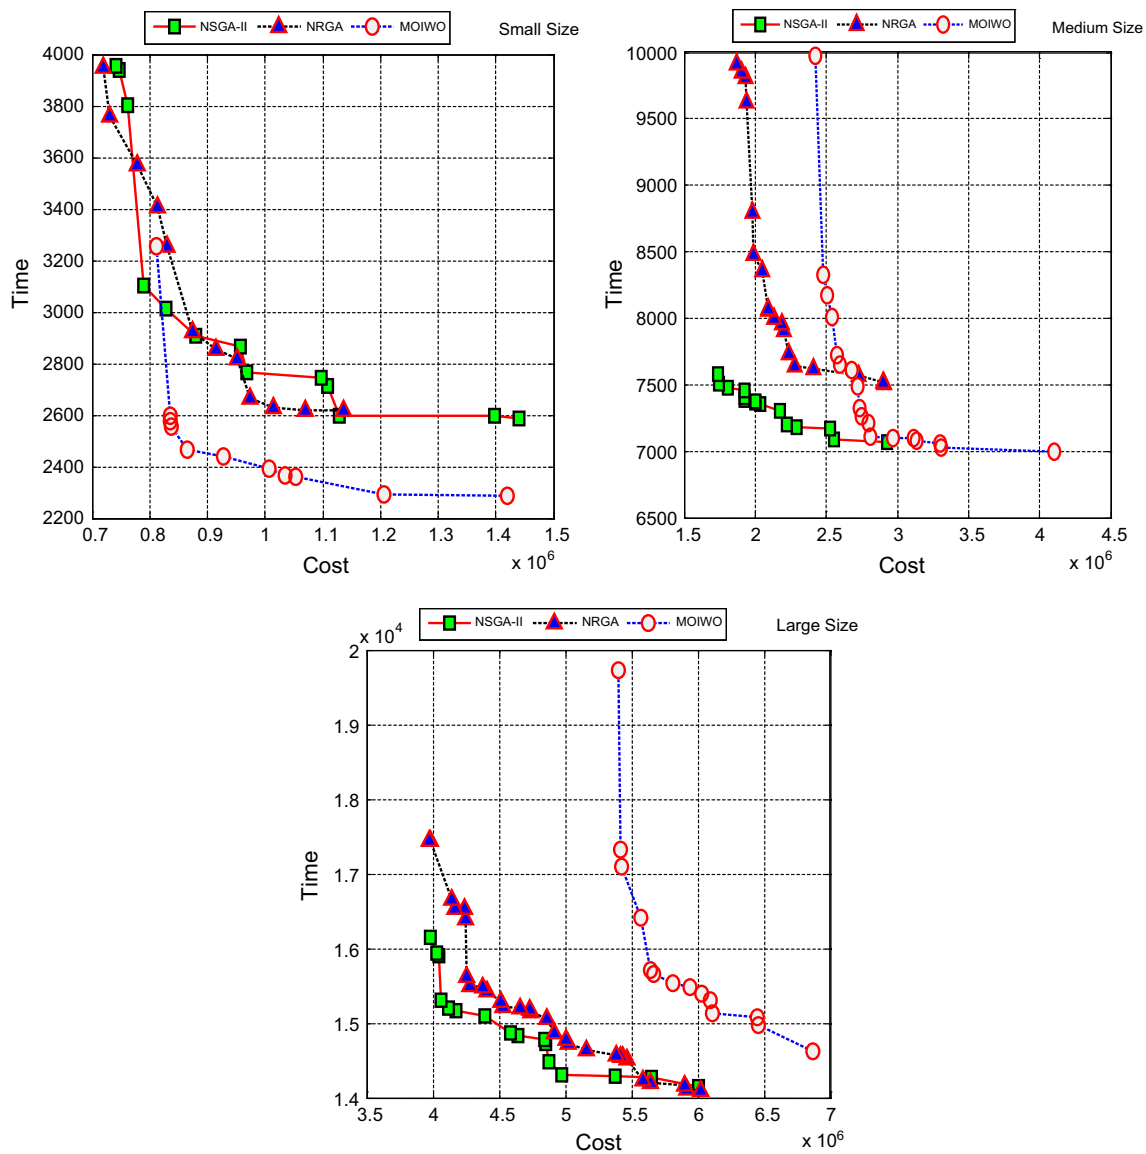 NSGA-II NRGA MOIWO Small Size
4000
3800
3600
3400
3200
3000
2800
2600
2400
2200
Time
0.7 0.8 0.9 1 1.1 1.2 1.3 1.4 1.5
Cost
x 10^6
NSGA-II NRGA MOIWO Medium Size
10000
9500
9000
8500
8000
7500
7000
6500
Time
1.5 2 2.5 3 3.5 4 4.5
Cost
x 10^6
NSGA-II NRGA MOIWO Large Size
x 10^4
2
1.9
1.8
1.7
1.6
1.5
1.4
Time
3.5 4 4.5 5 5.5 6 6.5 7
Cost
x 10^6